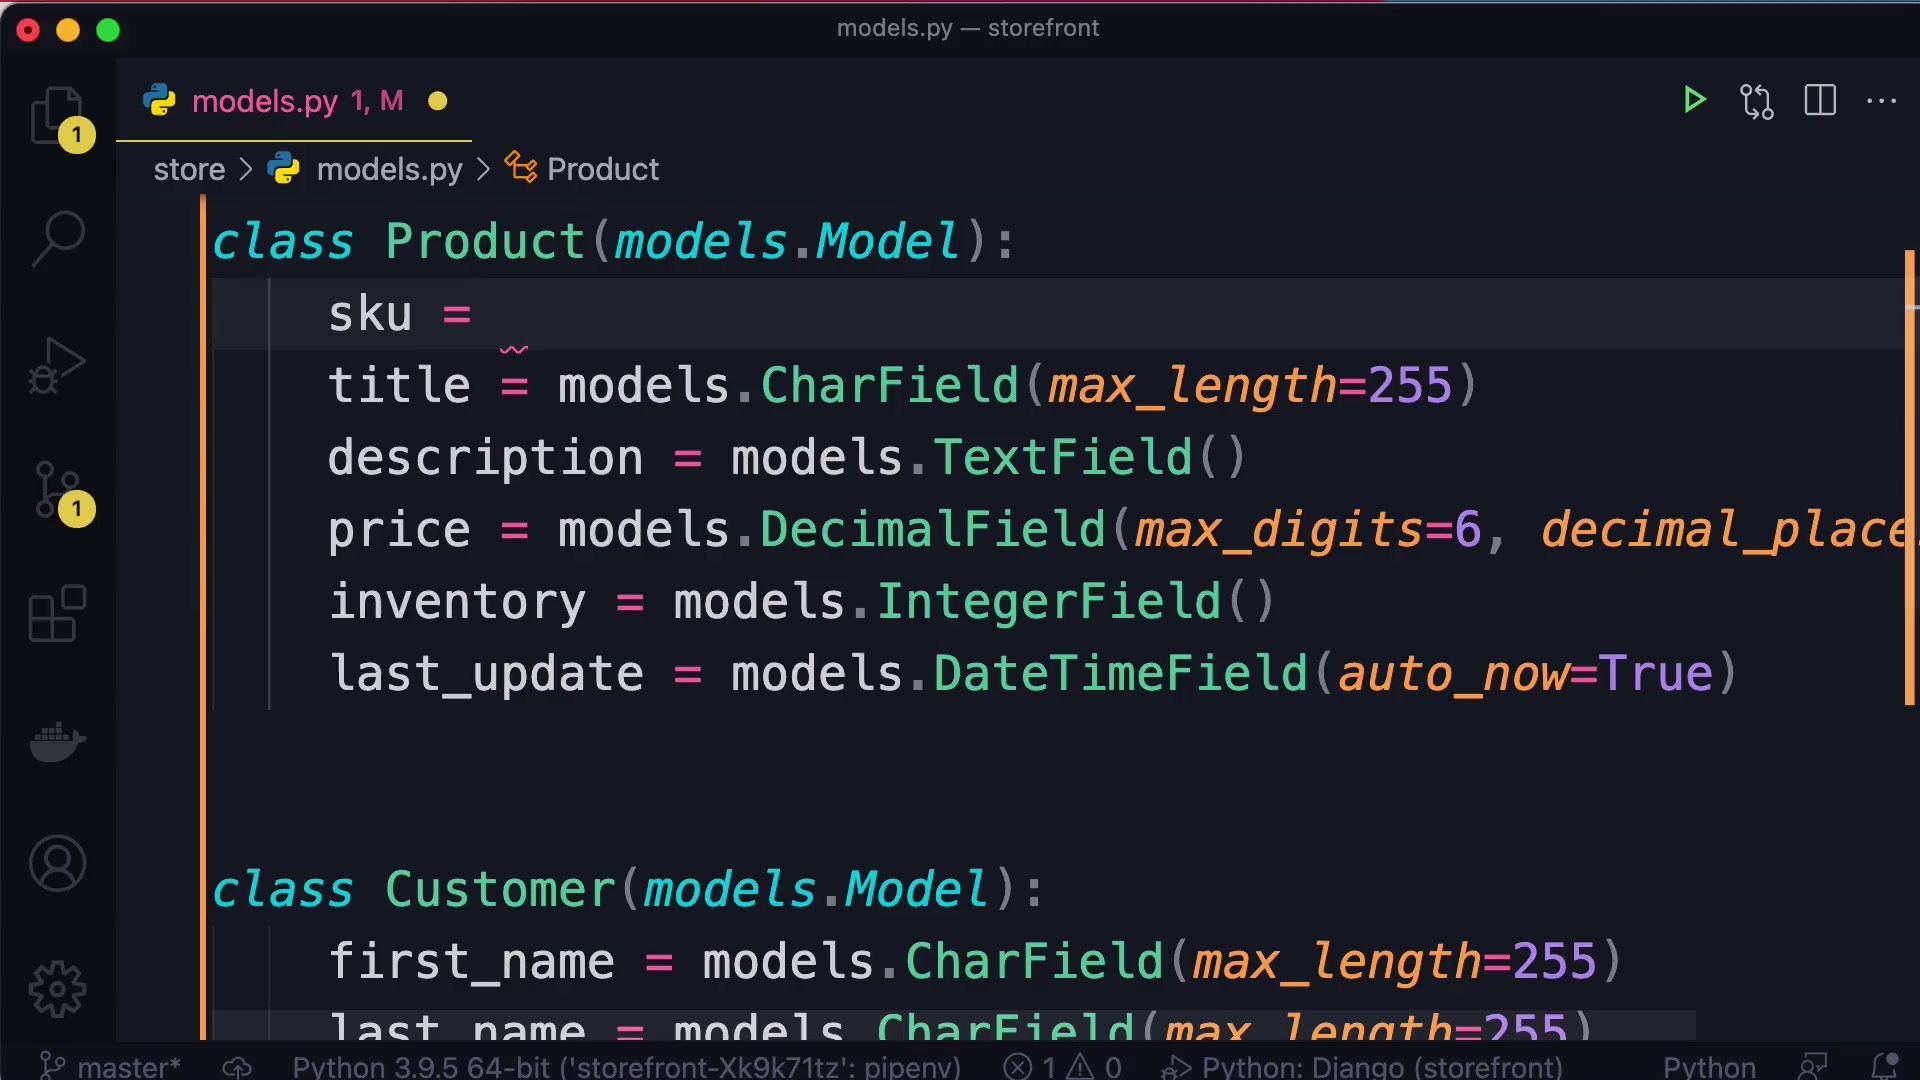 models.py — storefront
models.py 1, M
1
store > models.py > Product
class Product(models.Model):
sku =
title = models.CharField(max_length=255)
description = models.TextField()
price = models.DecimalField(max_digits=6, decimal_place
inventory = models.IntegerField()
last_update = models.DateTimeField(auto_now=True)
1
class Customer(models.Model):
first_name = models.CharField(max_length=255)
last_name = models.CharField(max_length=255)
master* Python 3.9.5 64-bit ('storefront-Xk9k71tz': pipenv) 1 0 Python: Django (storefront) Python